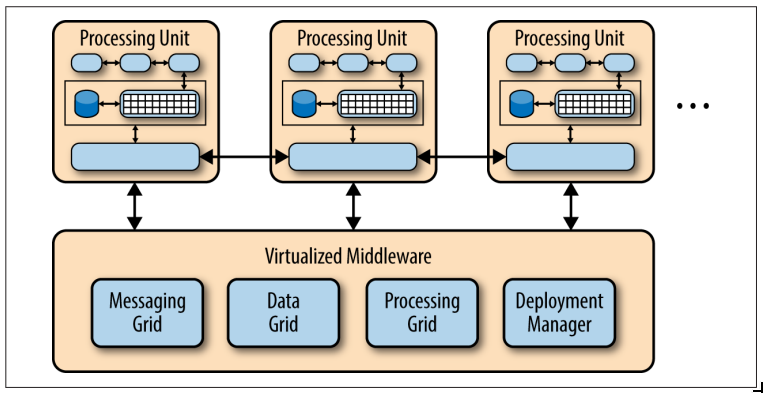 Processing Unit
Processing Unit
Processing Unit
...
Virtualized Middleware
Messaging
Grid
Data
Grid
Processing
Grid
Deployment
Manager